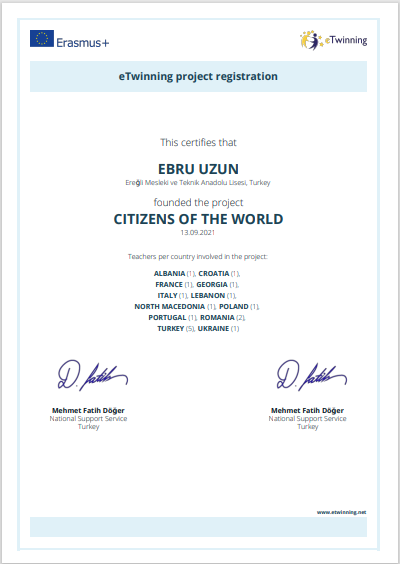 Erasmus+
eTwinning
eTwinning project registration
This certifies that
EBRU UZUN
Ereğli Mesleki ve Teknik Anadolu Lisesi, Turkey
founded the project
CITIZENS OF THE WORLD
13.09.2021
Teachers per country involved in the project:
ALBANIA (1), CROATIA (1),
FRANCE (1), GEORGIA (1),
ITALY (1), LEBANON (1),
NORTH MACEDONIA (1), POLAND (1),
PORTUGAL (1), ROMANIA (2),
TURKEY (5), UKRAINE (1)
D. Fatih
D. Fatih
Mehmet Fatih Döğer
National Support Service
Turkey
Mehmet Fatih Döğer
National Support Service
Turkey
www.etwinning.net